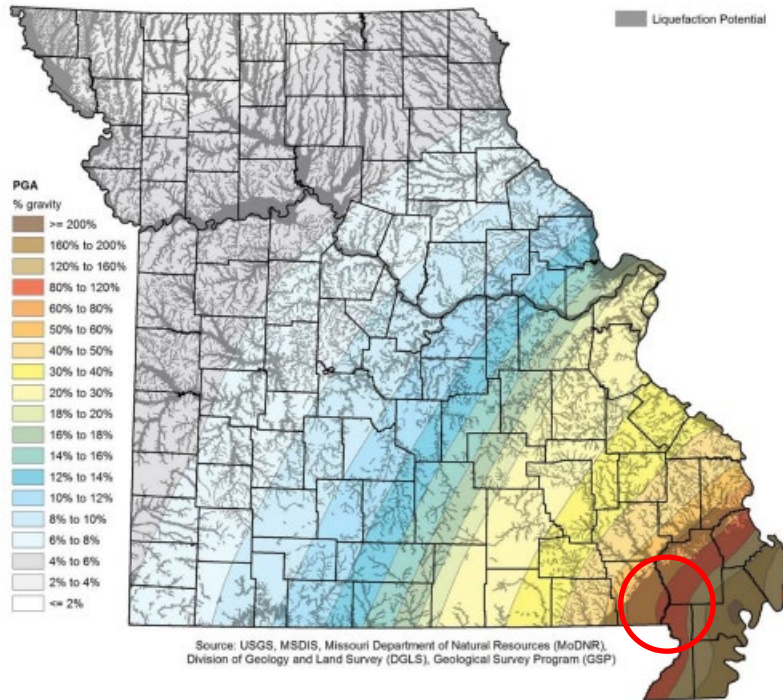 Liquefaction Potential
PGA
% gravity
>= 200%
160% to 200%
120% to 160%
80% to 120%
60% to 80%
50% to 60%
40% to 50%
30% to 40%
20% to 30%
18% to 20%
16% to 18%
14% to 16%
12% to 14%
10% to 12%
8% to 10%
6% to 8%
4% to 6%
2% to 4%
<= 2%
Source: USGS, MSDIS, Missouri Department of Natural Resources (MoDNR),
Division of Geology and Land Survey (DGLS), Geological Survey Program (GSP)